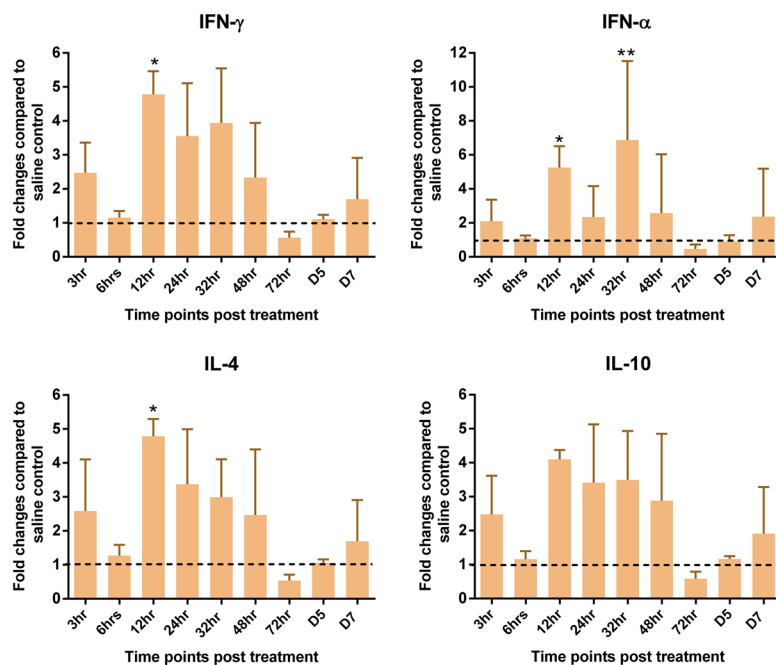 IFN-γ
Fold changes compared to
saline control
6
5
4
3
2
1
0
*
3hr
6hrs
12hr
24hr
32hr
48hr
72hr
D5
D7
Time points post treatment
IFN-α
Fold changes compared to
saline control
12
10
8
6
4
2
0
*
**
3hr
6hrs
12hr
24hr
32hr
48hr
72hr
D5
D7
Time points post treatment
IL-4
Fold changes compared to
saline control
6
5
4
3
2
1
0
*
3hr
6hrs
12hr
24hr
32hr
48hr
72hr
D5
D7
Time points post treatment
IL-10
Fold changes compared to
saline control
6
5
4
3
2
1
0
3hr
6hrs
12hr
24hr
32hr
48hr
72hr
D5
D7
Time points post treatment